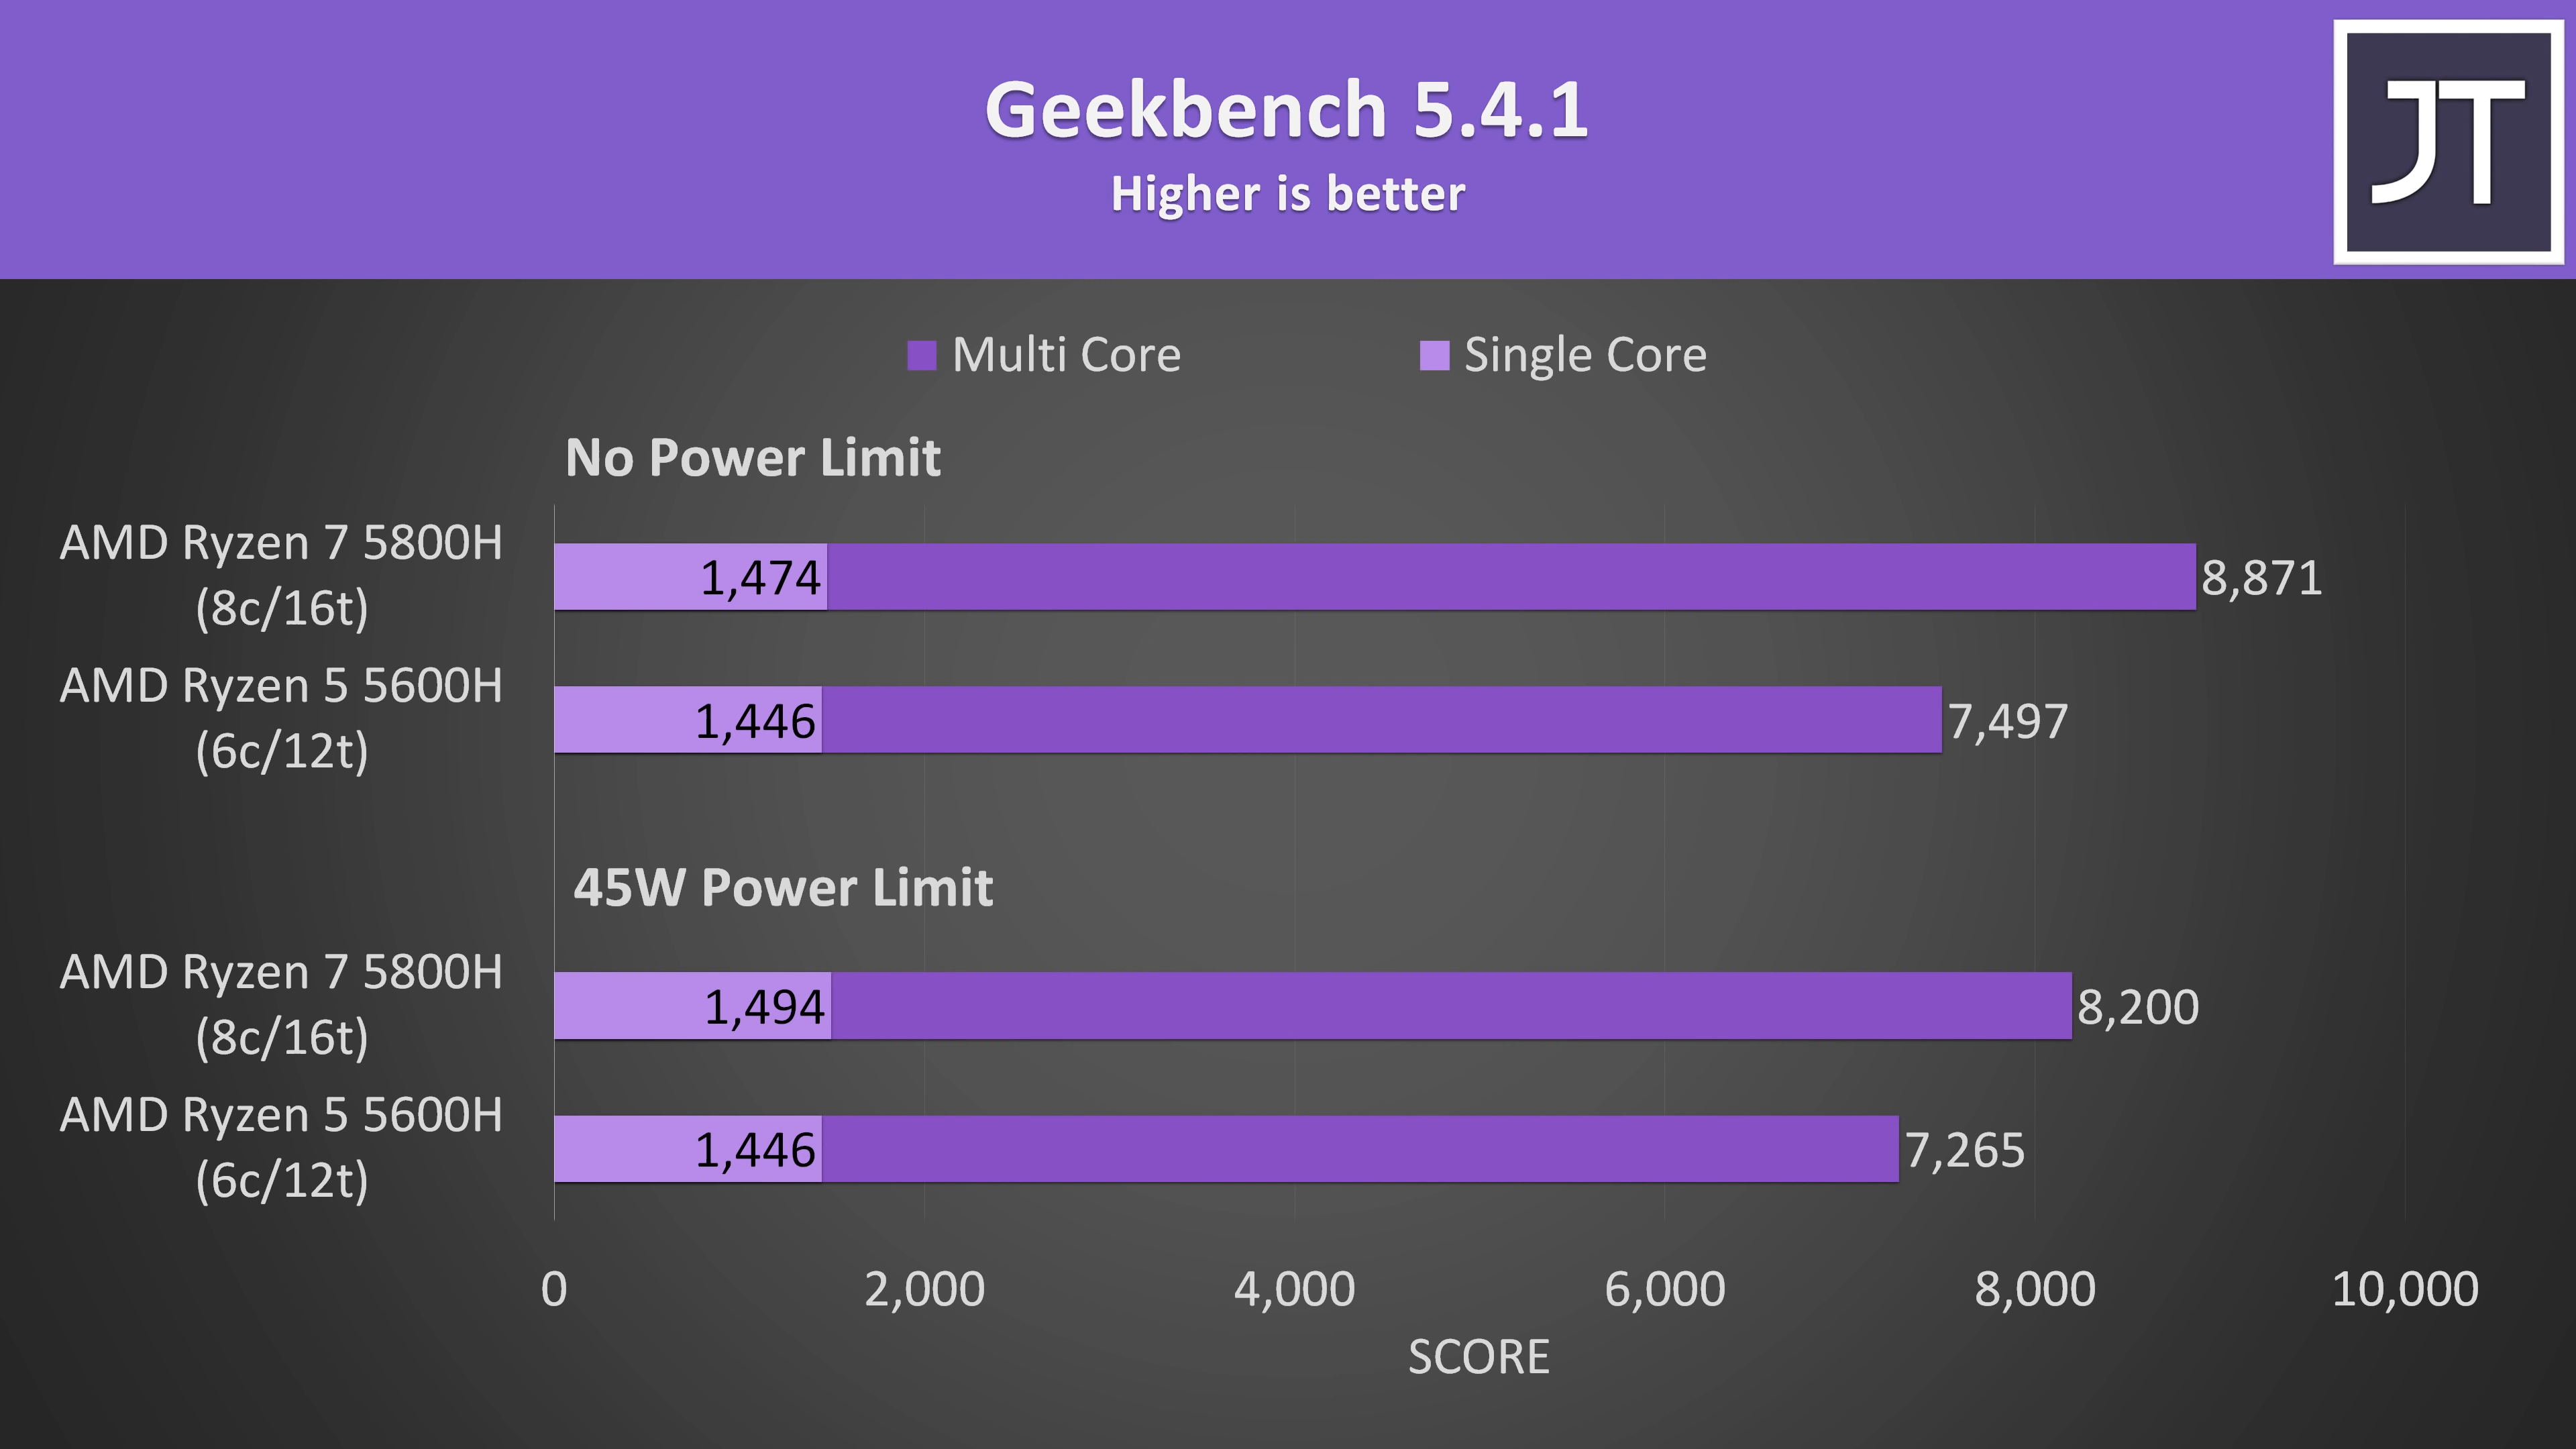 Geekbench 5.4.1
Higher is better
JT
Multi Core
Single Core
No Power Limit
AMD Ryzen 7 5800H
(8c/16t)
1,474
8,871
AMD Ryzen 5 5600H
(6c/12t)
1,446
7,497
45W Power Limit
AMD Ryzen 7 5800H
(8c/16t)
1,494
8,200
AMD Ryzen 5 5600H
(6c/12t)
1,446
7,265
0 2,000 4,000 6,000 8,000 10,000
SCORE